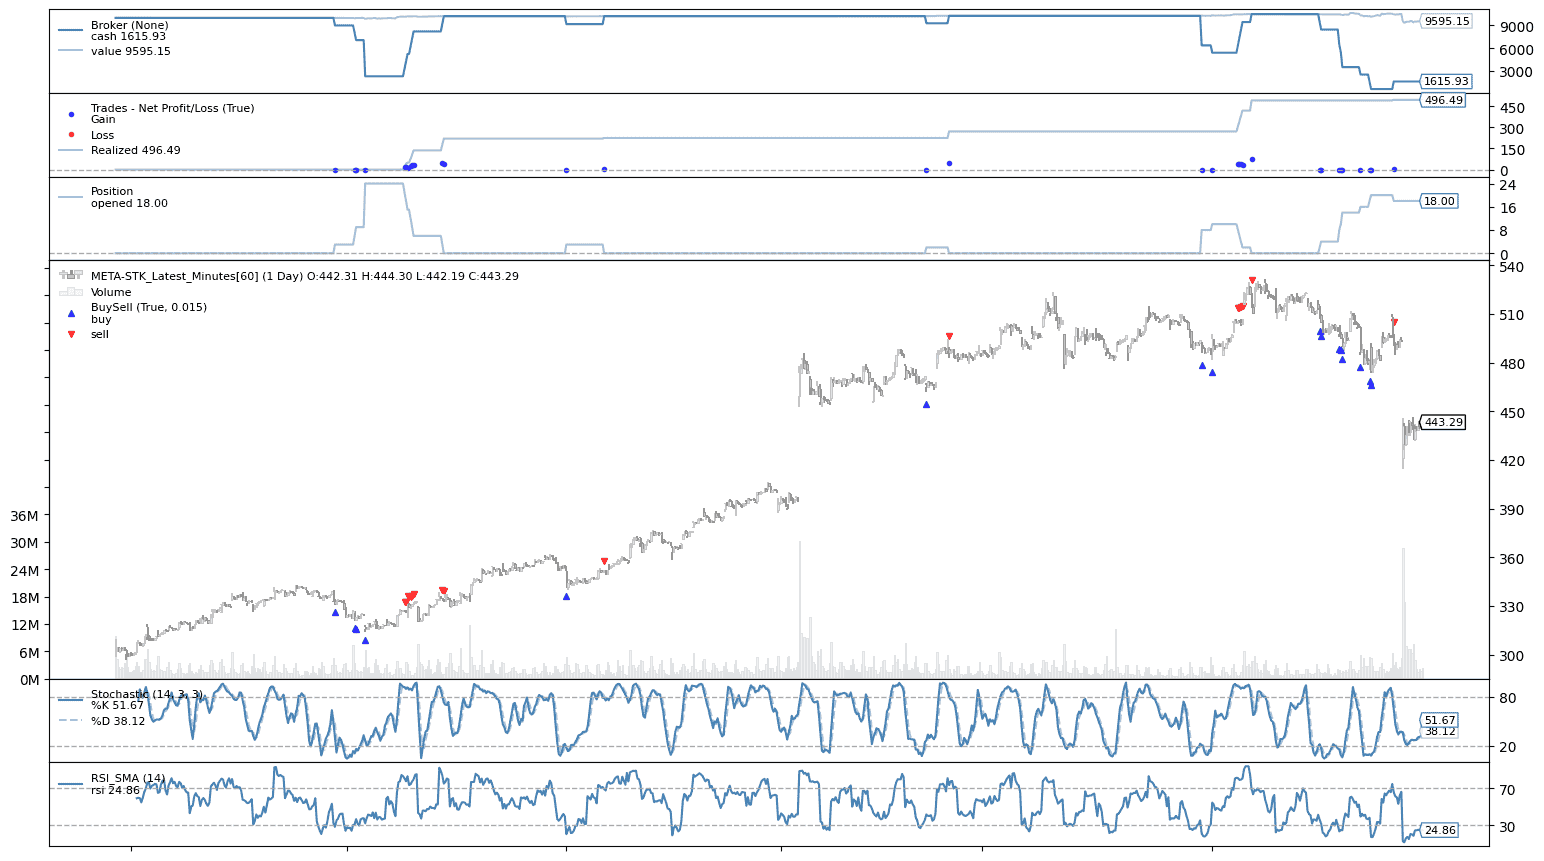 Broker (None)
cash 1615.93
value 9595.15
9595.15
9000
6000
3000
1615.93
Trades - Net Profit/Loss (True)
Gain
Loss
Realized 496.49
496.49
450
300
150
0
Position
opened 18.00
24
18.00
16
8
0
META-STK_Latest_Minutes[60] (1 Day) O:442.31 H:444.30 L:442.19 C:443.29
Volume
BuySell (True, 0.015)
buy
sell
540
510
480
450
443.29
420
390
360
330
300
36M
30M
24M
18M
12M
6M
0M
Stochastic (14, 3, 3)
%K 51.67
%D 38.12
80
51.67
38.12
20
RSI_SMA (14)
rsi 24.86
70
30
24.86